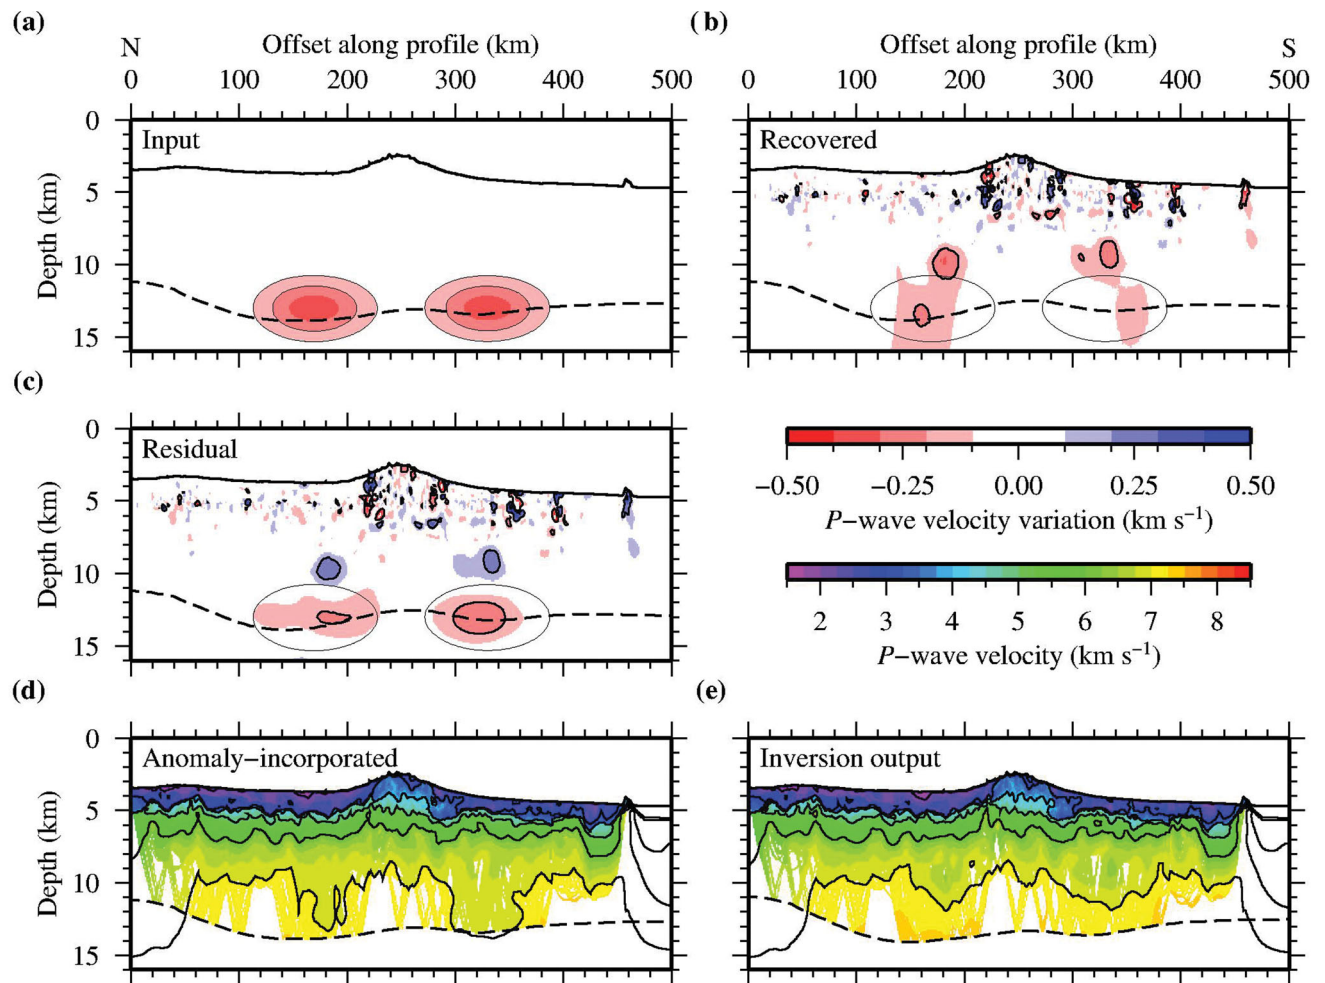 (a)
(b)
N
Offset along profile (km)
Offset along profile (km)
S
0 100 200 300 400 500
0 100 200 300 400 500
Depth (km)
0
5
10
15
Input
0
5
10
15
Recovered
(c)
Depth (km)
0
5
10
15
Residual
−0.50 −0.25 0.00 0.25 0.50
P−wave velocity variation (km s⁻¹)
2 3 4 5 6 7 8
P−wave velocity (km s⁻¹)
(d)
(e)
Depth (km)
0
5
10
15
Anomaly−incorporated
0
5
10
15
Inversion output